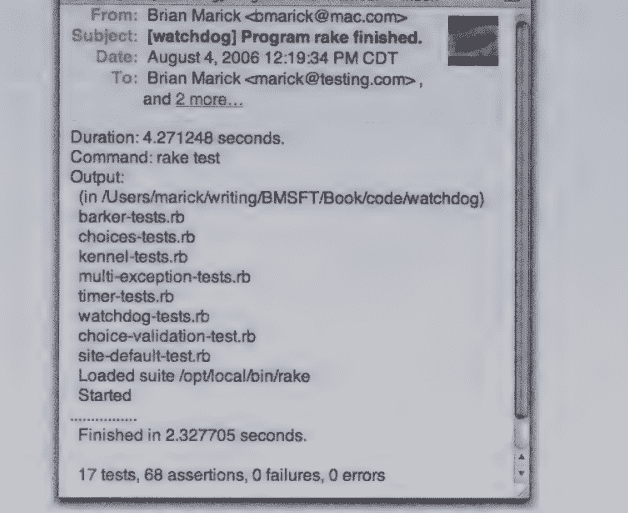 From: Brian Marick <bmarick@mac.com>
Subject: [watchdog] Program rake finished.
Date: August 4, 2006 12:19:34 PM CDT
To: Brian Marick <marick@testing.com>,
and 2 more...
Duration: 4.271248 seconds.
Command: rake test
Output:
(in /Users/marick/writing/BMSFT/Book/code/watchdog)
barker-tests.rb
choices-tests.rb
kennel-tests.rb
multi-exception-tests.rb
timer-tests.rb
watchdog-tests.rb
choice-validation-test.rb
site-default-test.rb
Loaded suite /opt/local/bin/rake
Started
.................
Finished in 2.327705 seconds.
17 tests, 68 assertions, 0 failures, 0 errors